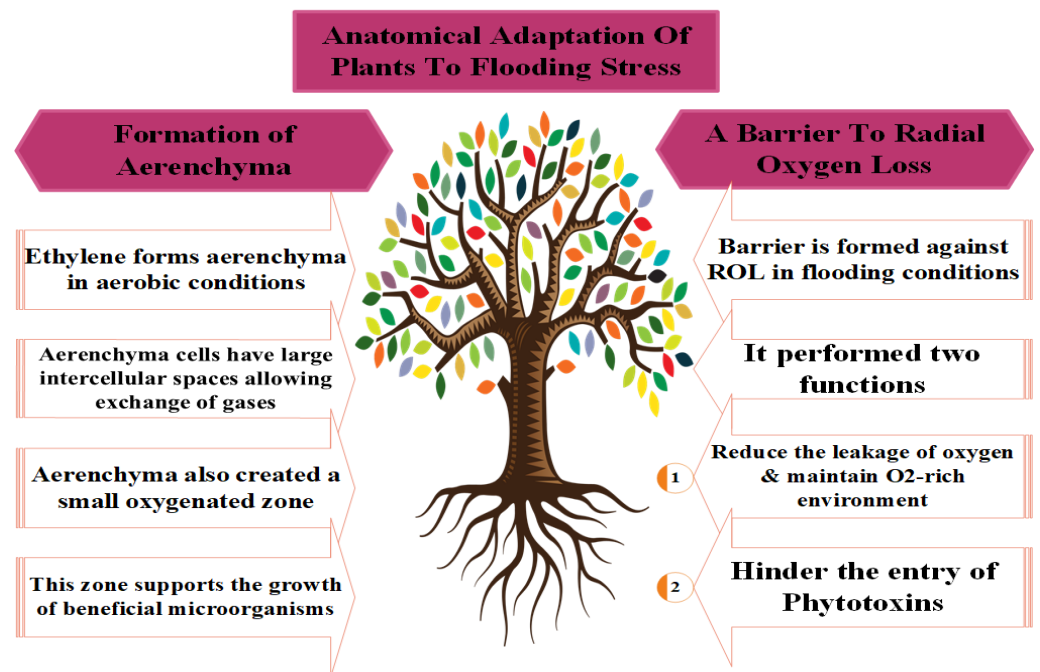 Anatomical Adaptation Of
Plants To Flooding Stress
Formation of
Aerenchyma
Ethylene forms aerenchyma
in aerobic conditions
Aerenchyma cells have large
intercellular spaces allowing
exchange of gases
Aerenchyma also created a
small oxygenated zone
This zone supports the growth
of beneficial microorganisms
A Barrier To Radial
Oxygen Loss
Barrier is formed against
ROL in flooding conditions
It performed two
functions
1
Reduce the leakage of oxygen
& maintain O2-rich
environment
2
Hinder the entry of
Phytotoxins